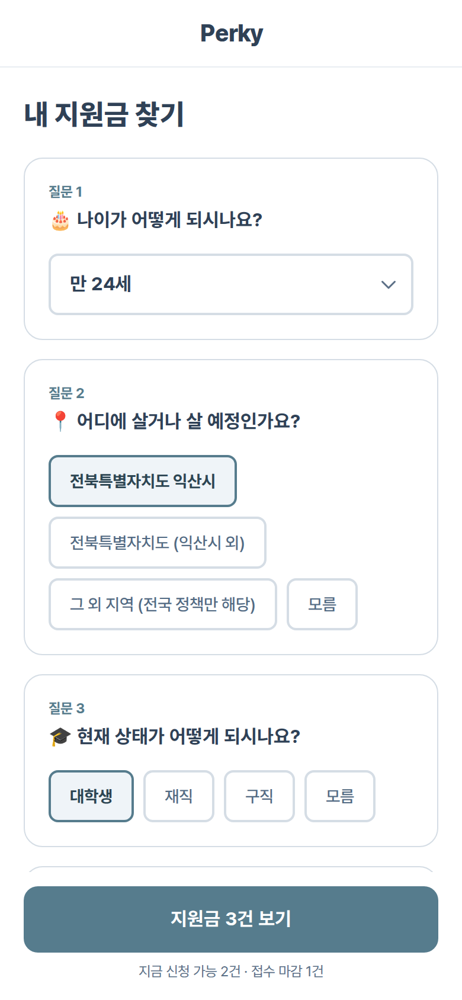 Perky
내 지원금 찾기
질문 1
🎂 나이가 어떻게 되시나요?
만 24세
질문 2
📍 어디에 살거나 살 예정인가요?
전북특별자치도 익산시
전북특별자치도 (익산시 외)
그 외 지역 (전국 정책만 해당)
모름
질문 3
🎓 현재 상태가 어떻게 되시나요?
대학생
재직
구직
모름
지원금 3건 보기
지금 신청 가능 2건 · 접수 마감 1건